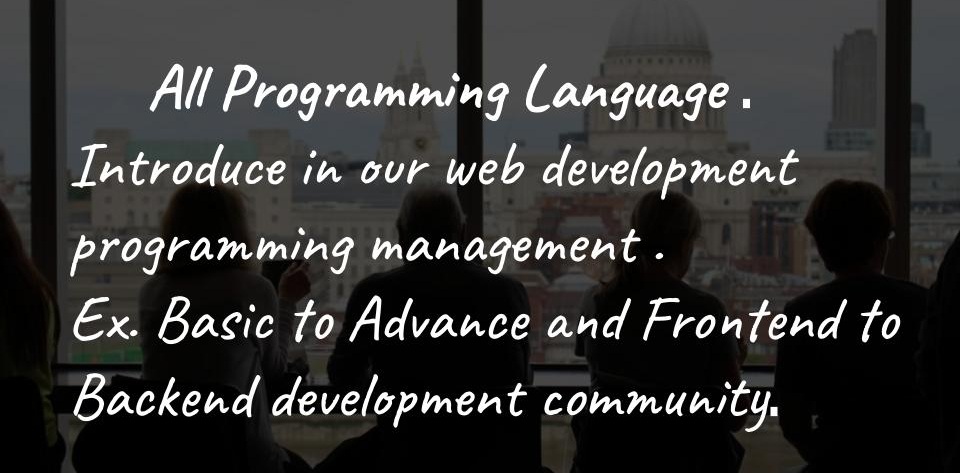 All Programming Language .
Introduce in our web development
programming management .
Ex. Basic to Advance and Frontend to
Backend development community.